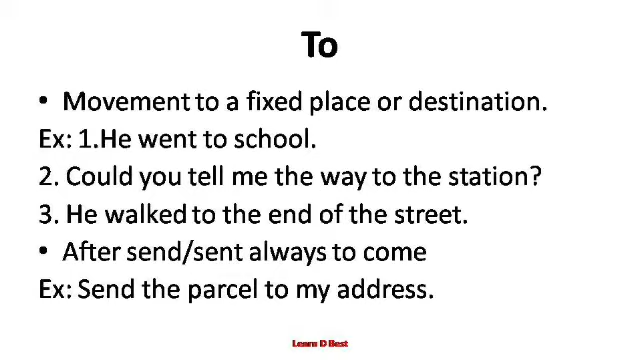 To
• Movement to a fixed place or destination.
Ex: 1.He went to school.
2. Could you tell me the way to the station?
3. He walked to the end of the street.
• After send/sent always to come
Ex: Send the parcel to my address.
Learn D Best